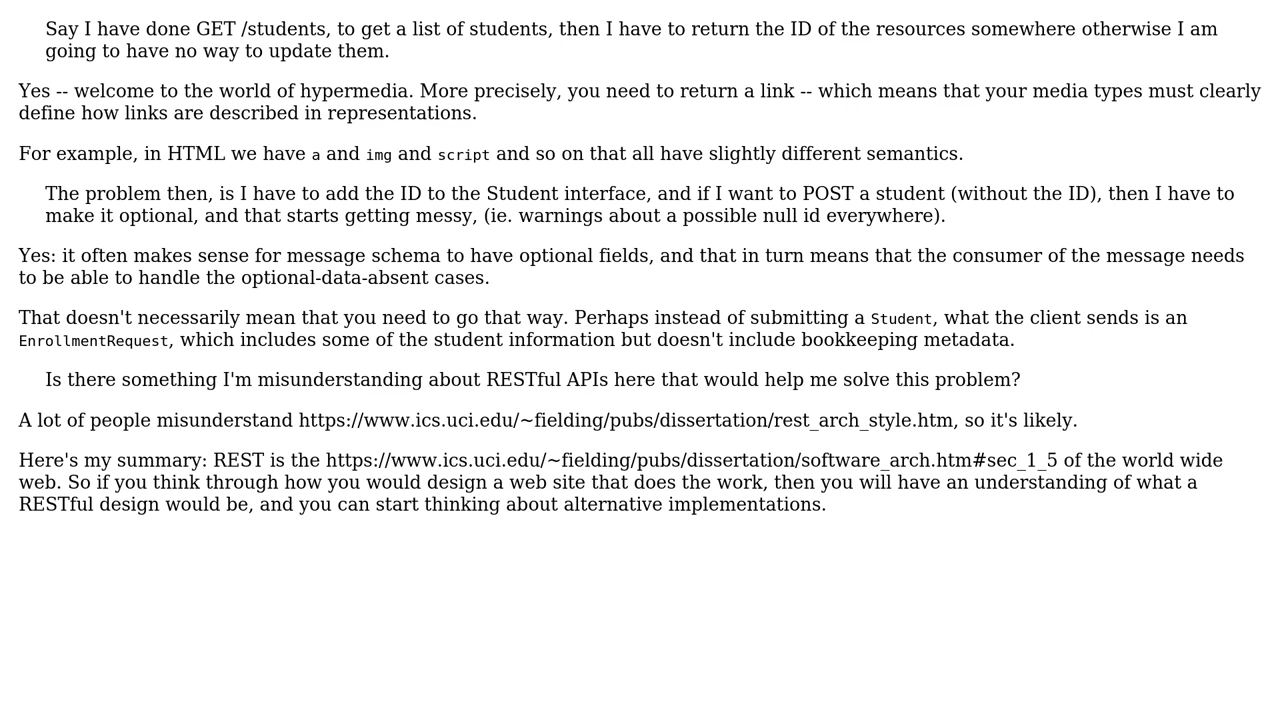 Say I have done GET /students, to get a list of students, then I have to return the ID of the resources somewhere otherwise I am
going to have no way to update them.
Yes -- welcome to the world of hypermedia. More precisely, you need to return a link -- which means that your media types must clearly
define how links are described in representations.
For example, in HTML we have a and img and script and so on that all have slightly different semantics.
The problem then, is I have to add the ID to the Student interface, and if I want to POST a student (without the ID), then I have to
make it optional, and that starts getting messy, (ie. warnings about a possible null id everywhere).
Yes: it often makes sense for message schema to have optional fields, and that in turn means that the consumer of the message needs
to be able to handle the optional-data-absent cases.
That doesn't necessarily mean that you need to go that way. Perhaps instead of submitting a Student, what the client sends is an
EnrollmentRequest, which includes some of the student information but doesn't include bookkeeping metadata.
Is there something I'm misunderstanding about RESTful APIs here that would help me solve this problem?
A lot of people misunderstand https://www.ics.uci.edu/~fielding/pubs/dissertation/rest_arch_style.htm, so it's likely.
Here's my summary: REST is the https://www.ics.uci.edu/~fielding/pubs/dissertation/software_arch.htm#sec_1_5 of the world wide
web. So if you think through how you would design a web site that does the work, then you will have an understanding of what a
RESTful design would be, and you can start thinking about alternative implementations.